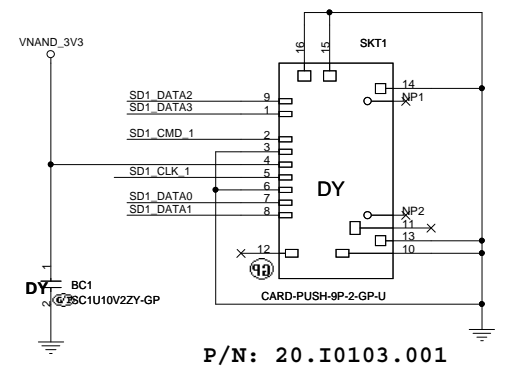 16
15
SKT1
VNAND_3V3
14
SD1_DATA2
9
NP1
SD1_DATA3
1
SD1_CMD_1
2
3
4
SD1_CLK_1
5
6
DY
SD1_DATA0
7
SD1_DATA1
8
NP2
11
13
12
10
GP
1
DY
BC1
SC1U10V2ZY-GP
2
CARD-PUSH-9P-2-GP-U
P/N: 20.I0103.001